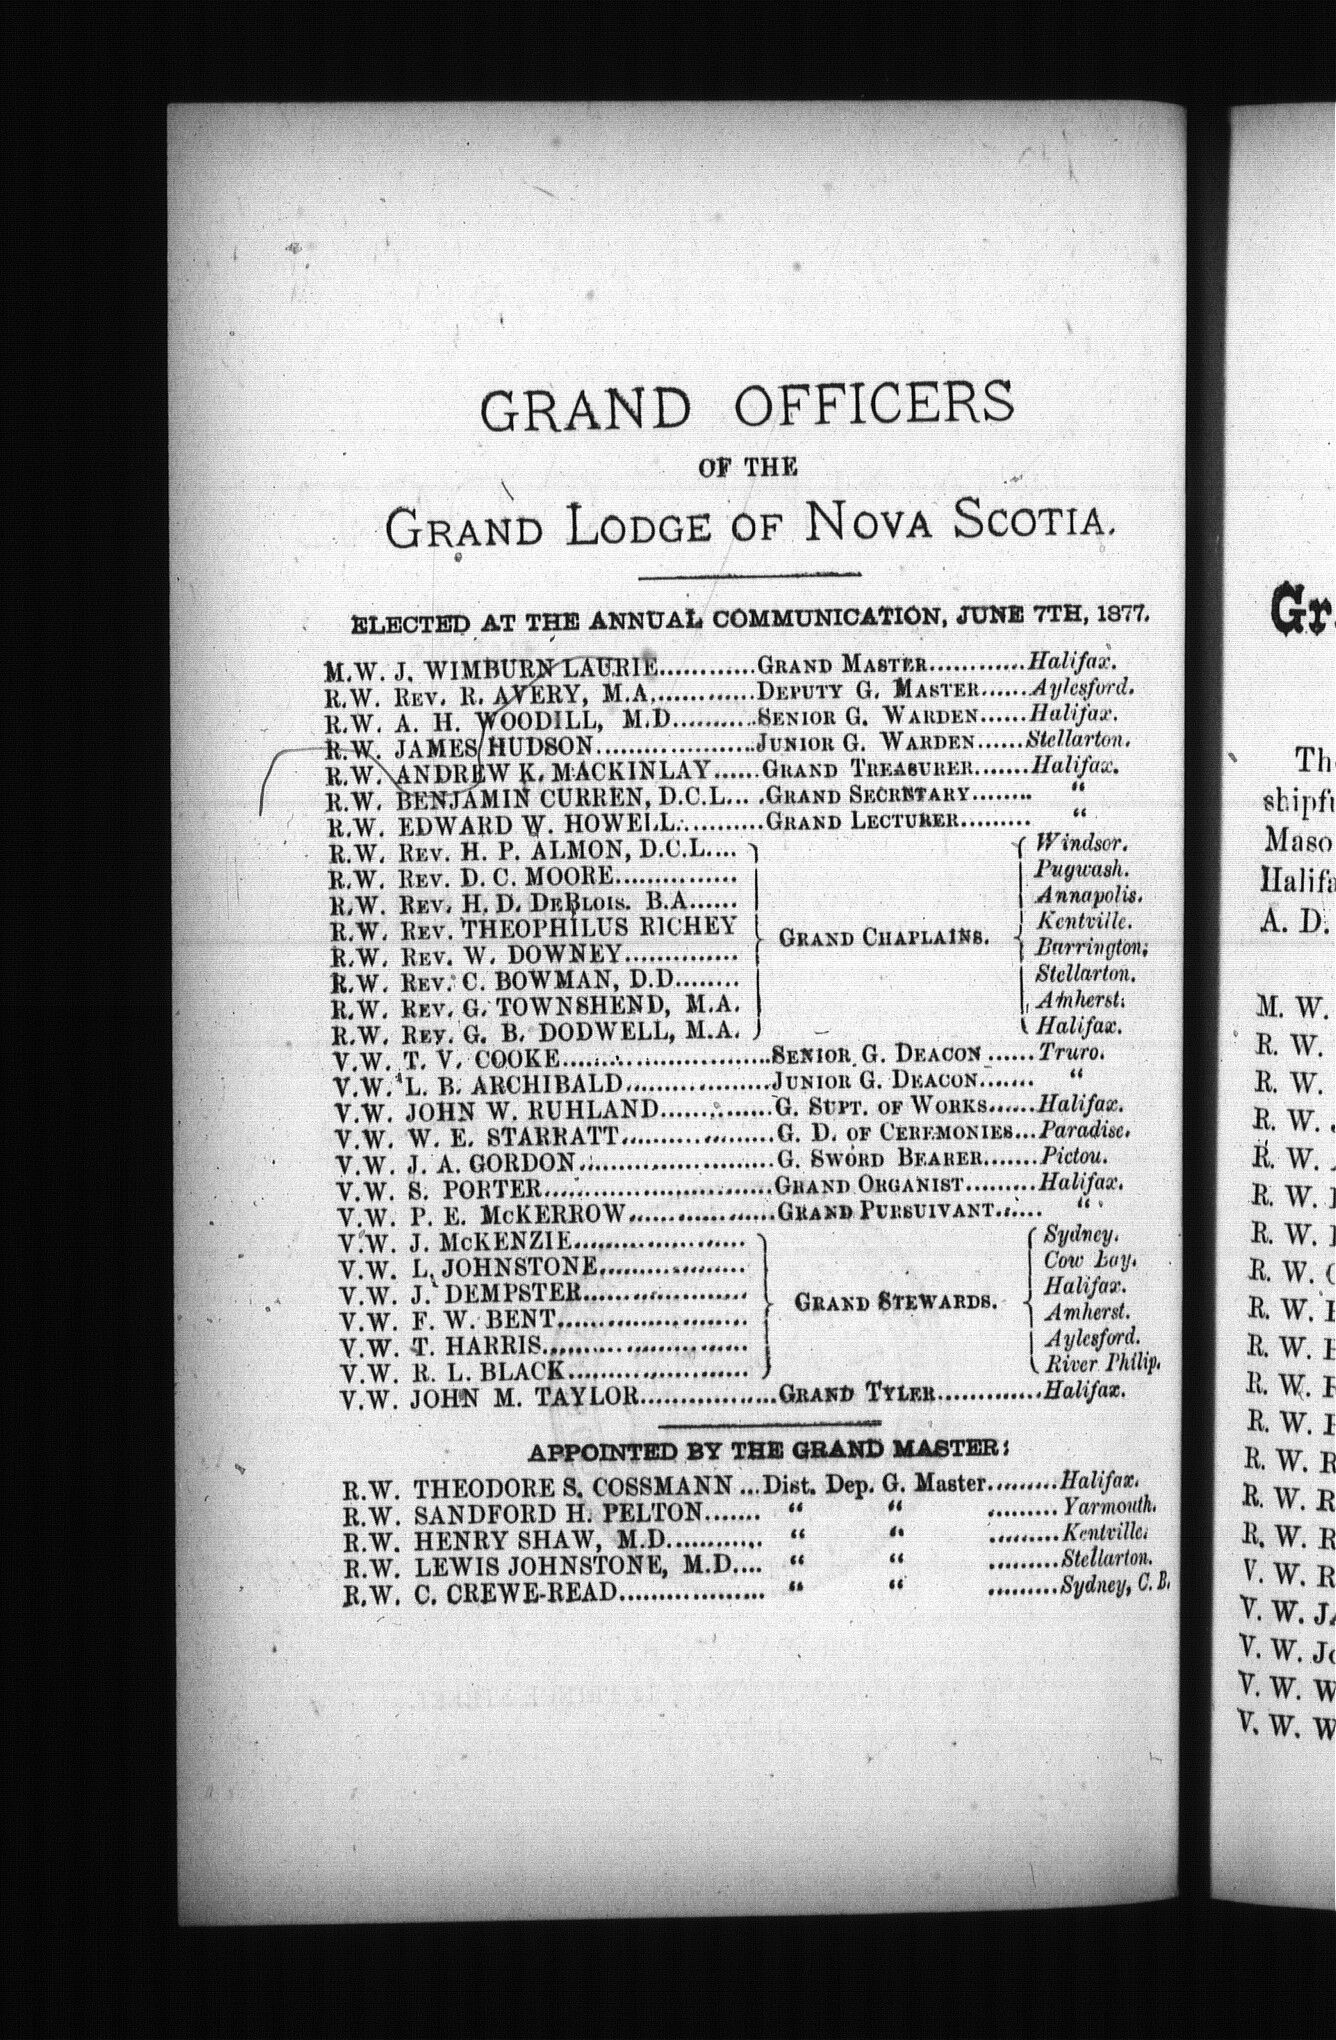 GRAND OFFICERS
OF THE
GRAND LODGE OF NOVA SCOTIA.
ELECTED AT THE ANNUAL COMMUNICATION, JUNE 7TH, 1877.
M.W. J. WIMBURN LAURIE............GRAND MASTER............Halifax.
R.W. REV. R. AVERY, M.A.............DEPUTY G. MASTER......Aylesford.
R.W. A. H. WOODILL, M.D...........SENIOR G. WARDEN......Halifax.
R.W. JAMES HUDSON....................JUNIOR G. WARDEN......Stellarton.
R.W. ANDREW K. MACKINLAY......GRAND TREASURER.......Halifax.
R.W. BENJAMIN CURREN, D.C.L.....GRAND SECRETARY........ “
R.W. EDWARD W. HOWELL...........GRAND LECTURER......... “
R.W. REV. H. P. ALMON, D.C.L.... Windsor.
R.W. REV. D. C. MOORE............... Pugwash.
R.W. REV. H. D. DEBLOIS. B.A...... Annapolis.
R.W. REV. THEOPHILUS RICHEY Kentville.
GRAND CHAPLAINS.
R.W. REV. W. DOWNEY.............. Barrington;
R.W. REV. C. BOWMAN, D.D........ Stellarton.
R.W. REV. G. TOWNSHEND, M.A. Amherst.
R.W. REV. G. B. DODWELL, M.A. Halifax.
V.W. T. V. COOKE..........................SENIOR G. DEACON......Truro.
V.W. L. B. ARCHIBALD..................JUNIOR G. DEACON....... “
V.W. JOHN W. RUHLAND..............G. SUPT. OF WORKS......Halifax.
V.W. W. E. STARRATT...................G. D. OF CEREMONIES...Paradise.
V.W. J. A. GORDON........................G. SWORD BEARER.......Pictou.
V.W. S. PORTER............................GRAND ORGANIST.........Halifax.
V.W. P. E. McKERROW..................GRAND PURSUIVANT...... “
V.W. J. McKENZIE..................... Sydney.
V.W. L. JOHNSTONE.................. Cow Bay.
V.W. J. DEMPSTER.................... Halifax.
GRAND STEWARDS.
V.W. F. W. BENT....................... Amherst.
V.W. T. HARRIS......................... Aylesford.
V.W. R. L. BLACK...................... River Philip.
V.W. JOHN M. TAYLOR.................GRAND TYLER.............Halifax.
APPOINTED BY THE GRAND MASTER:
R.W. THEODORE S. COSSMANN...Dist. Dep. G. Master.........Halifax.
R.W. SANDFORD H. PELTON....... “ “ .........Yarmouth.
R.W. HENRY SHAW, M.D............ “ “ .........Kentville.
R.W. LEWIS JOHNSTONE, M.D.... “ “ .........Stellarton.
R.W. C. CREWE-READ.................. “ “ .........Sydney, C. B.
Gr
Th
shipfu
Maso
Halifa
A. D.
M. W.
R. W.
R. W.
R. W.
R. W.
R. W.
R. W.
R. W.
R. W.
R. W.
R. W.
R. W.
R. W. R
R. W. R
R. W. R
V. W. R
V. W. JA
V. W. Jo
V. W. W
V. W. W